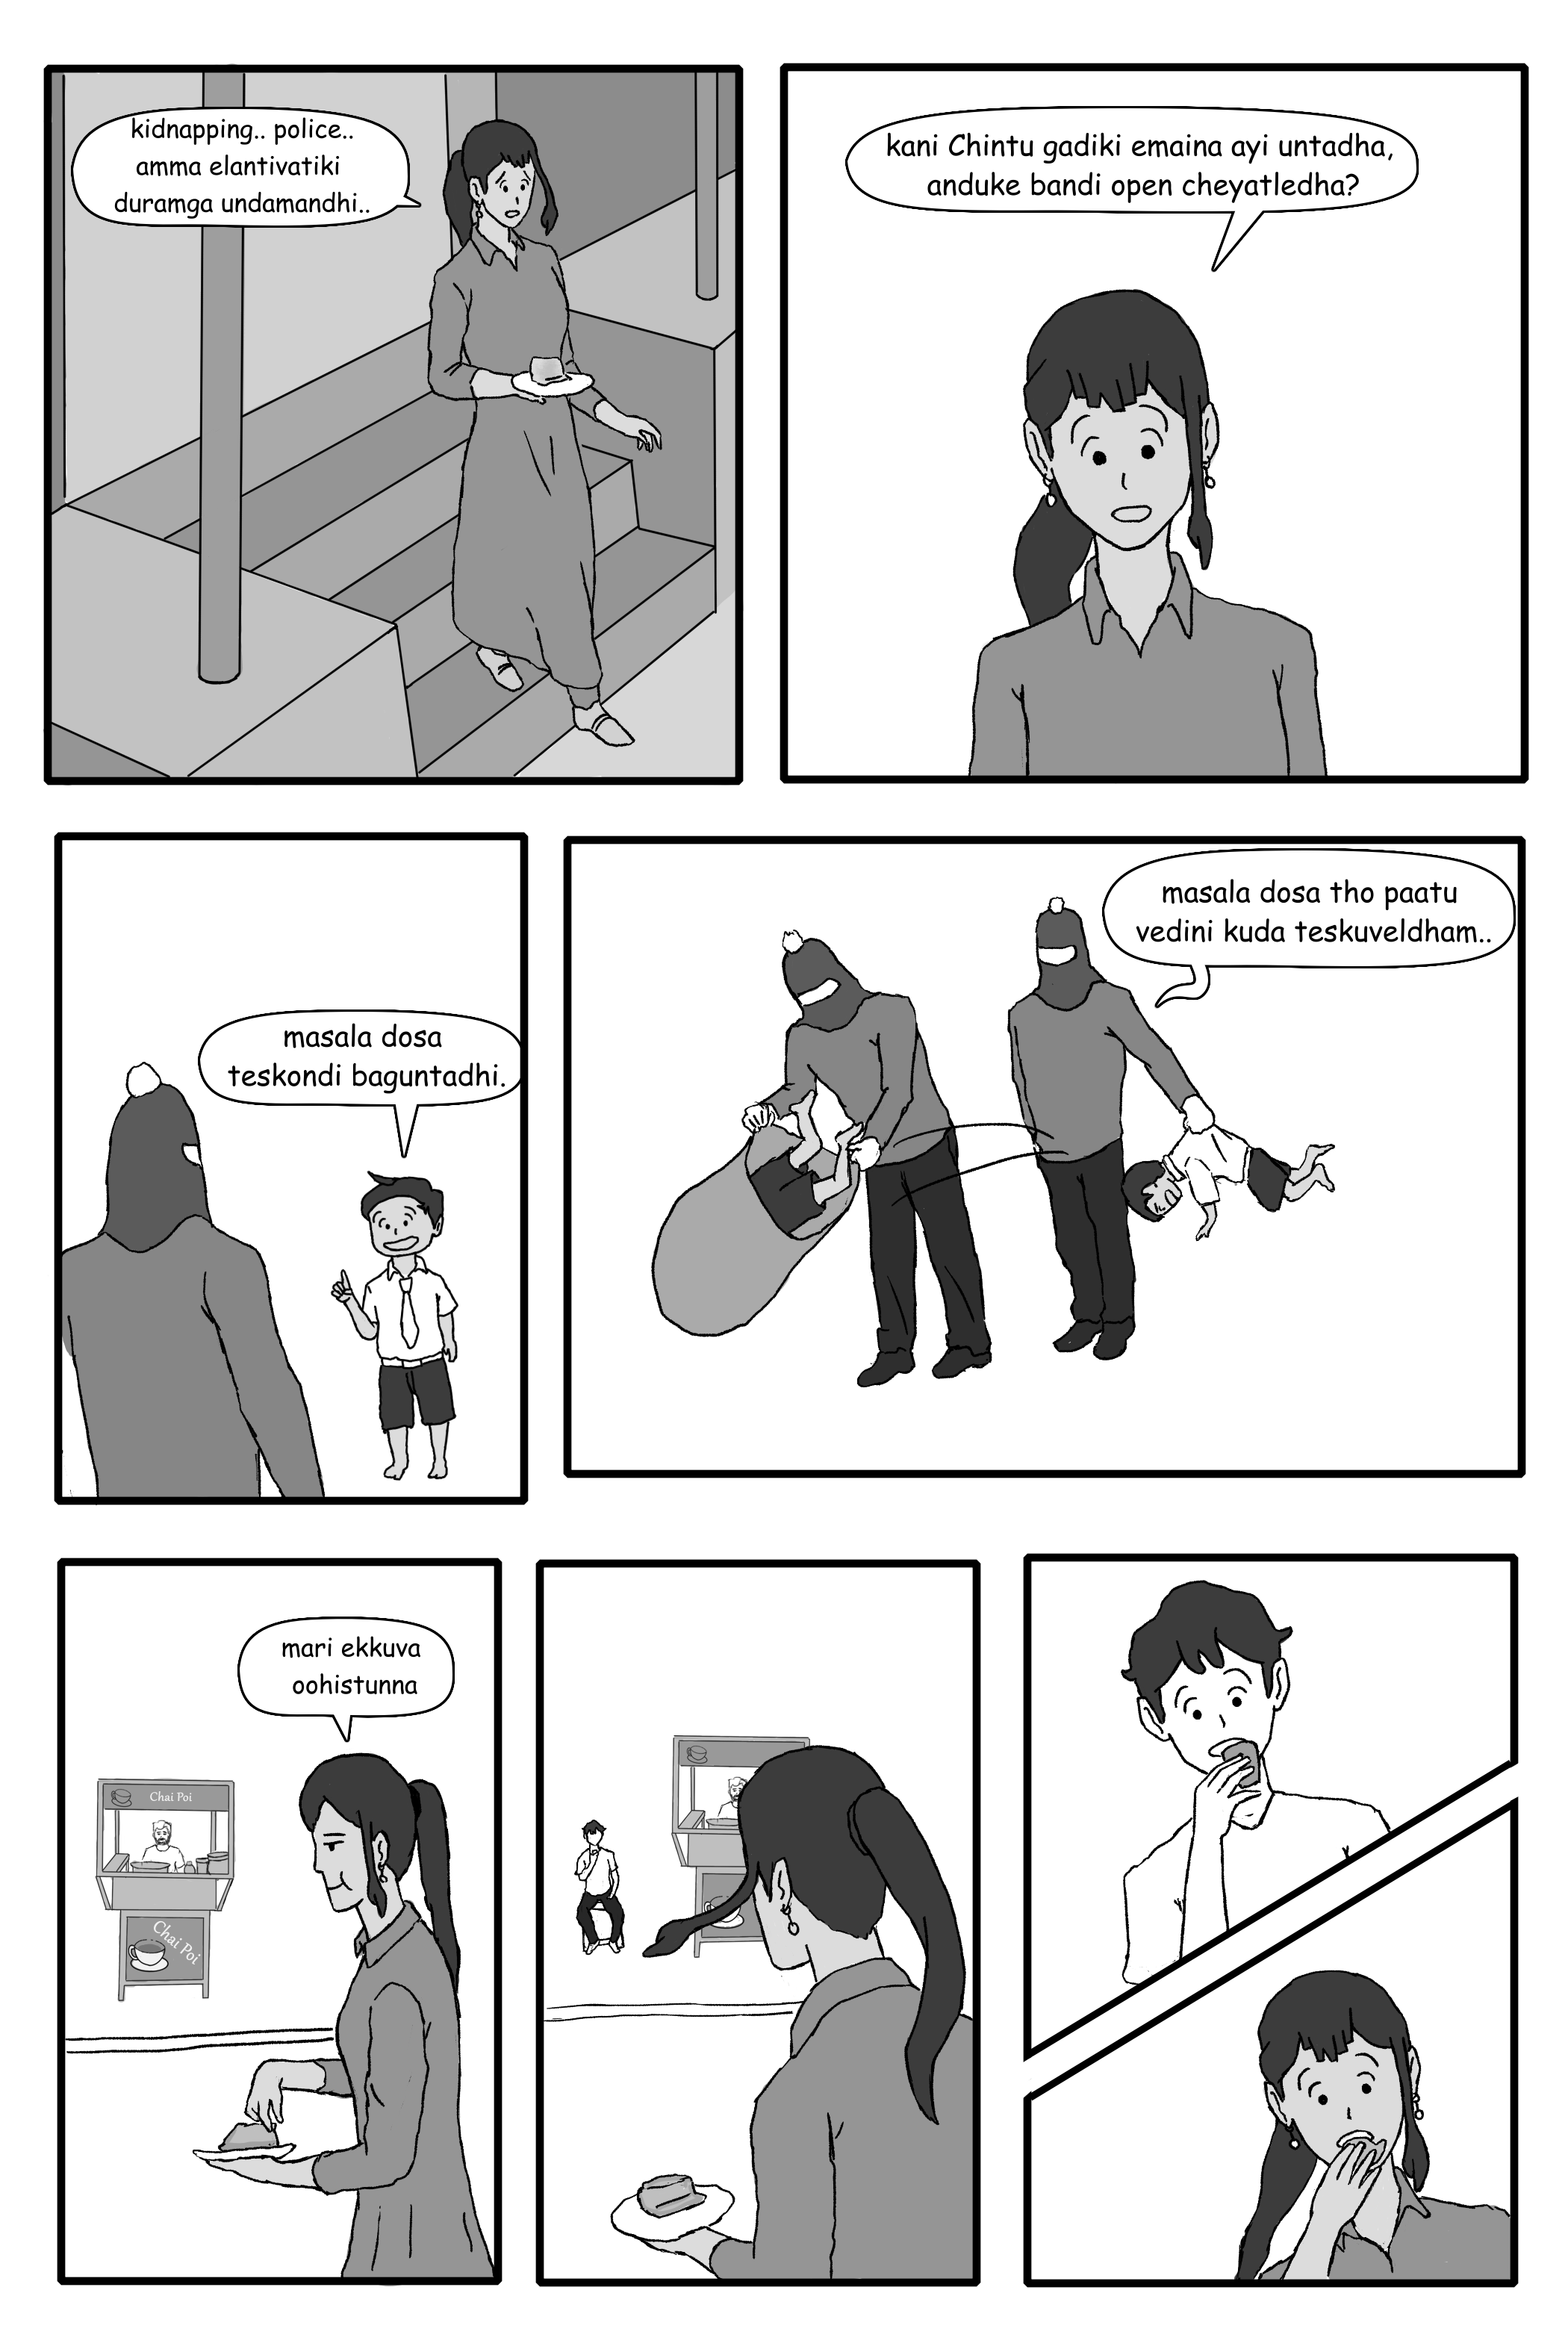 kidnapping.. police..
amma elantivatiki
duramga undamandhi..
kani Chintu gadiki emaina ayi untadha,
anduke bandi open cheyatledha?
masala dosa
teskondi baguntadhi.
masala dosa tho paatu
vedini kuda teskuveldham..
mari ekkuva
oohistunna
Chai Poi
Chai Poi